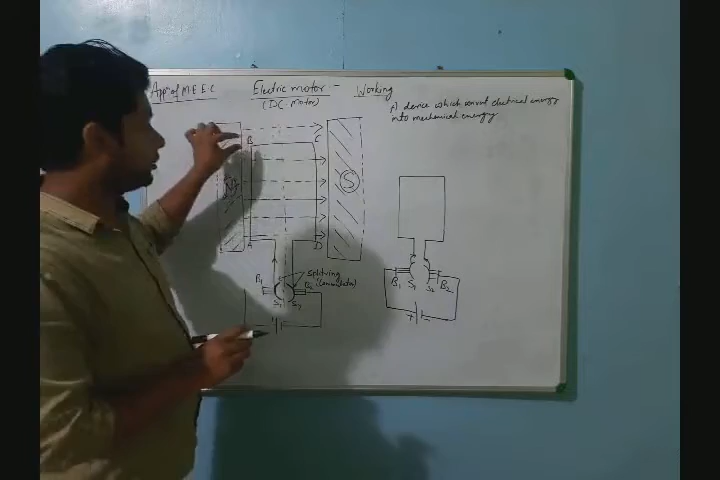 Appⁿ of M.E.E.C
Electric motor - Working
(DC-Motor)
A device which convert electrical energy
into mechanical energy
B C
N S
A D
B₁ S₁ S₂ B₂
splitring
(commutator)
B₁ S₁ S₂ B₂
+ -